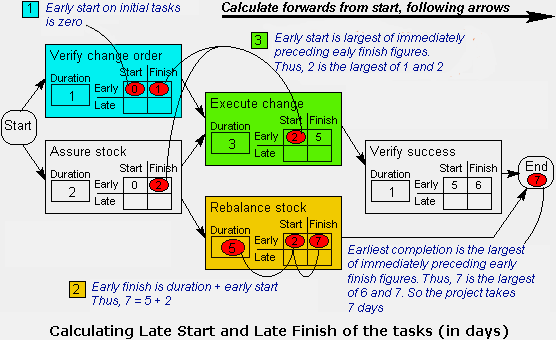 1 Early start on initial tasks
is zero
Calculate forwards from start, following arrows
3 Early start is largest of immediately
preceding ealy finish figures.
Thus, 2 is the largest of 1 and 2
Verify change order
Duration Start Finish
1 Early 0 1
Late
Start
Execute change
Duration Start Finish
3 Early 2 5
Late
Assure stock
Duration Start Finish
2 Early 0 2
Late
Verify success
Duration Start Finish
1 Early 5 6
Late
End
7
Rebalance stock
Duration Start Finish
5 Early 2 7
Late
2 Early finish is duration + early start
Thus, 7 = 5 + 2
Earliest completion is the largest
of immediately preceding early
finish figures. Thus, 7 is the largest
of 6 and 7. So the project takes
7 days
Calculating Late Start and Late Finish of the tasks (in days)